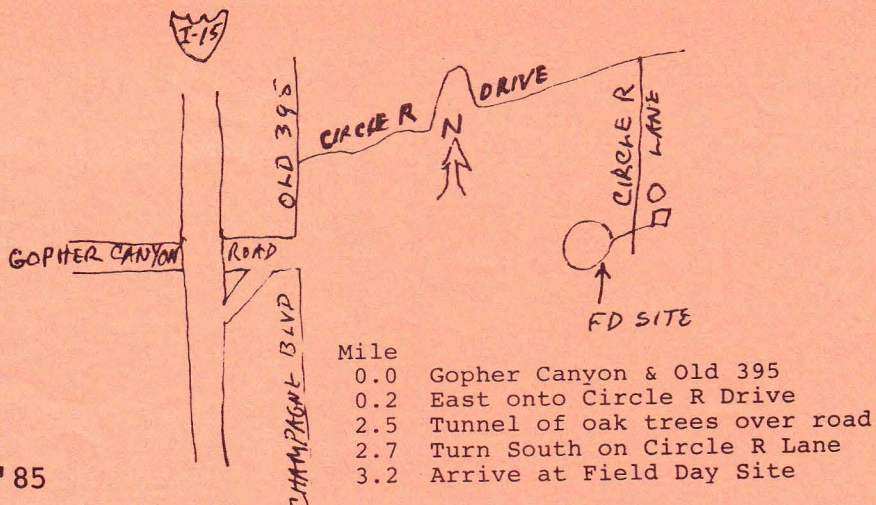 I-15
OLD 395
CIRCLE R DRIVE
N
CIRCLE R LANE
GOPHER CANYON ROAD
FD SITE
CHAMPAGNE BLVD
Mile
0.0 Gopher Canyon & Old 395
0.2 East onto Circle R Drive
2.5 Tunnel of oak trees over road
2.7 Turn South on Circle R Lane
3.2 Arrive at Field Day Site
'85